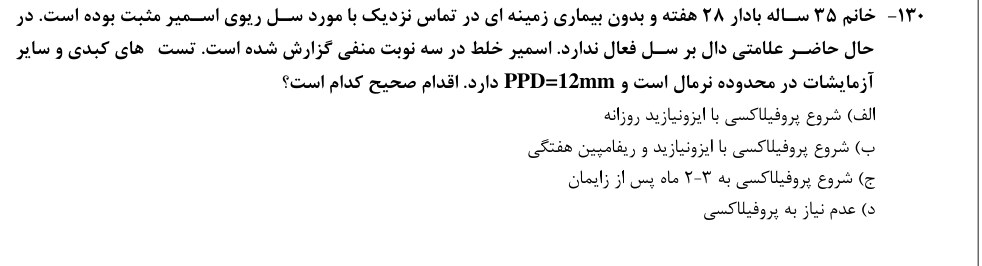 ۱۳۰- خانم ۳۵ ساله باردار ۲۸ هفته و بدون بیماری زمینه ای در تماس نزدیک با مورد سل ریوی اسمیر مثبت بوده است. در
حال حاضر علامتی دال بر سل فعال ندارد. اسمیر خلط در سه نوبت منفی گزارش شده است. تست های کبدی و سایر
آزمایشات در محدوده نرمال است و PPD=12mm دارد. اقدام صحیح کدام است؟
الف) شروع پروفیلاکسی با ایزونیازید روزانه
ب) شروع پروفیلاکسی با ایزونیازید و ریفامپین هفتگی
ج) شروع پروفیلاکسی به ۳-۲ ماه پس از زایمان
د) عدم نیاز به پروفیلاکسی